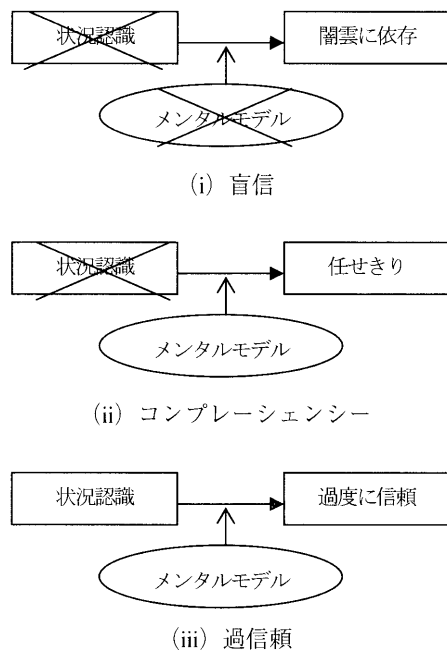 状況認識
闇雲に依存
メンタルモデル
(i) 盲信
状況認識
任せきり
メンタルモデル
(ii) コンプレーシェンシー
状況認識
過度に信頼
メンタルモデル
(iii) 過信頼